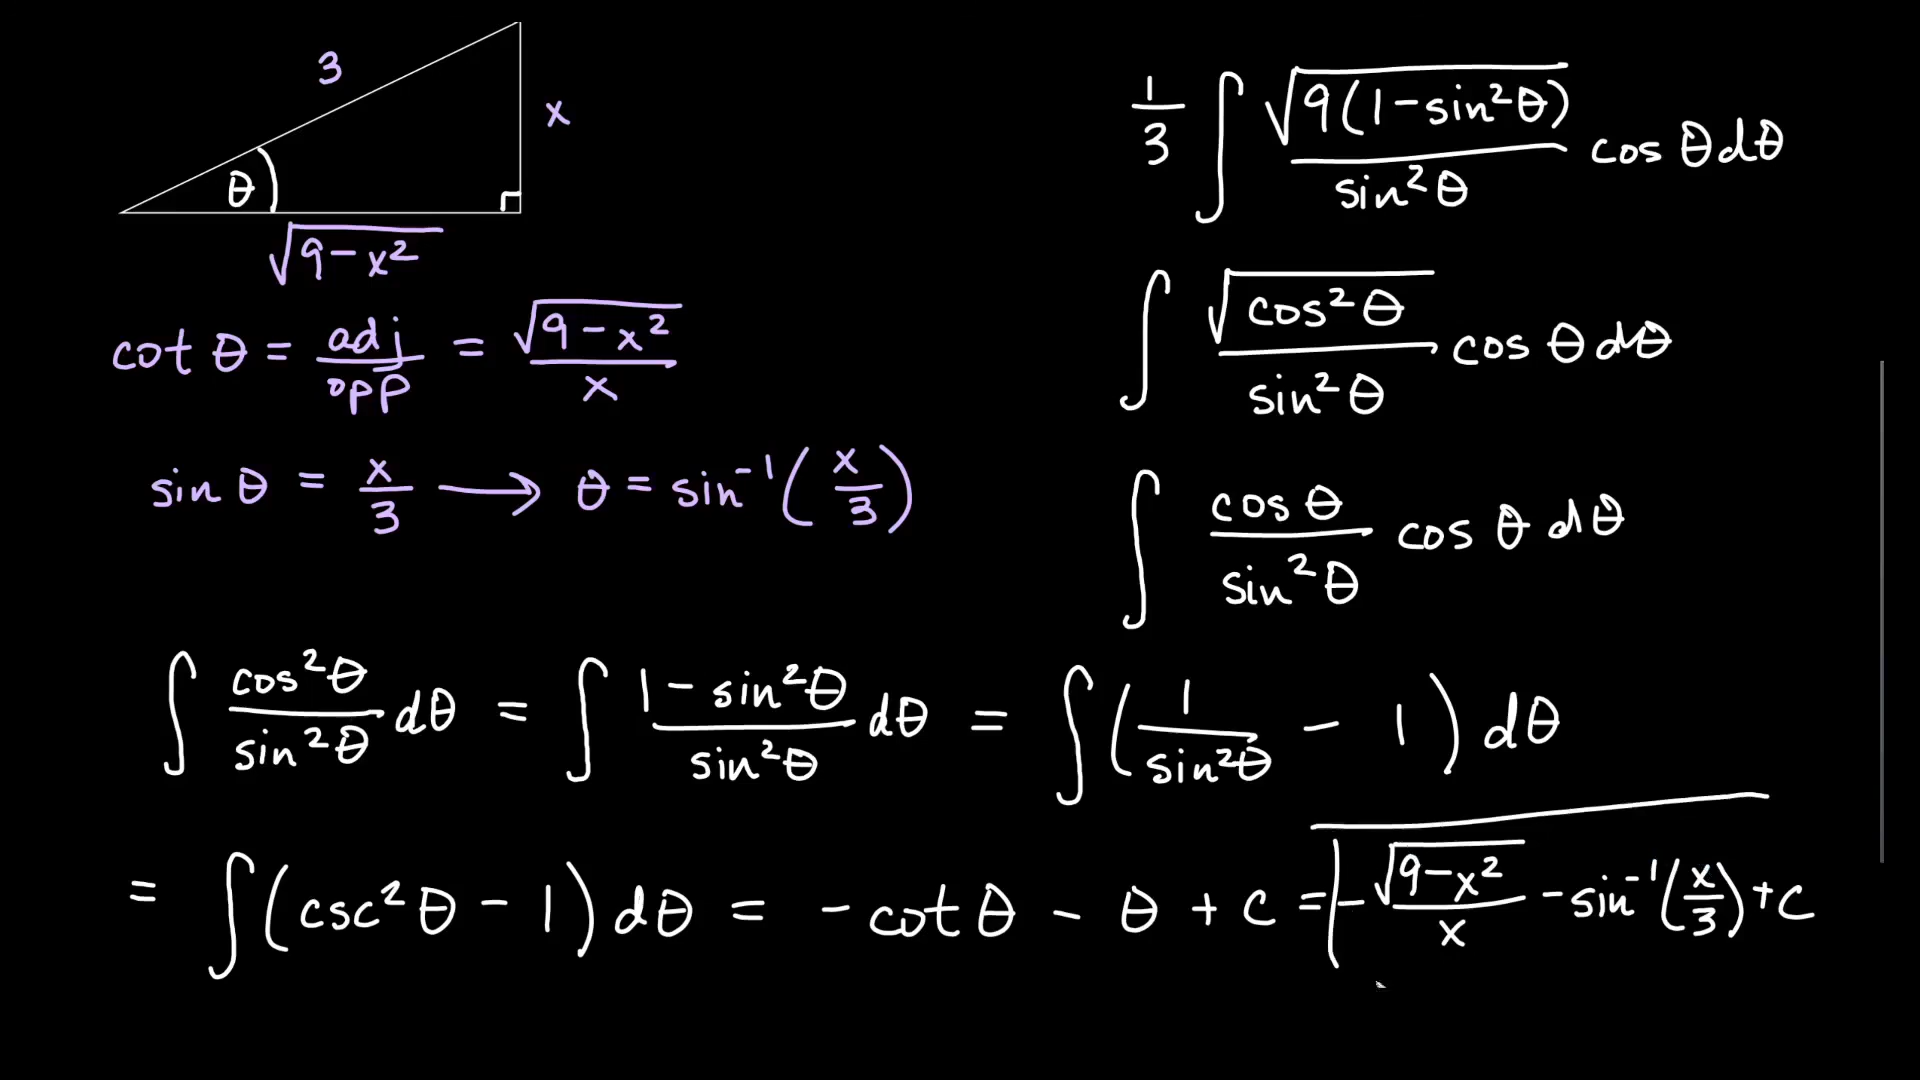 3
x
θ
√(9-x²)
cot θ = adj/opp = √(9-x²)/x
sin θ = x/3 → θ = sin⁻¹(x/3)
1/3 ∫ √(9(1-sin²θ))/sin²θ cos θ dθ
∫ √(cos²θ)/sin²θ cos θ dθ
∫ cos θ/sin²θ cos θ dθ
∫ cos²θ/sin²θ dθ = ∫ (1-sin²θ)/sin²θ dθ = ∫ (1/sin²θ - 1) dθ
= ∫ (csc²θ - 1) dθ = -cot θ - θ + C = -√(9-x²)/x - sin⁻¹(x/3) + C